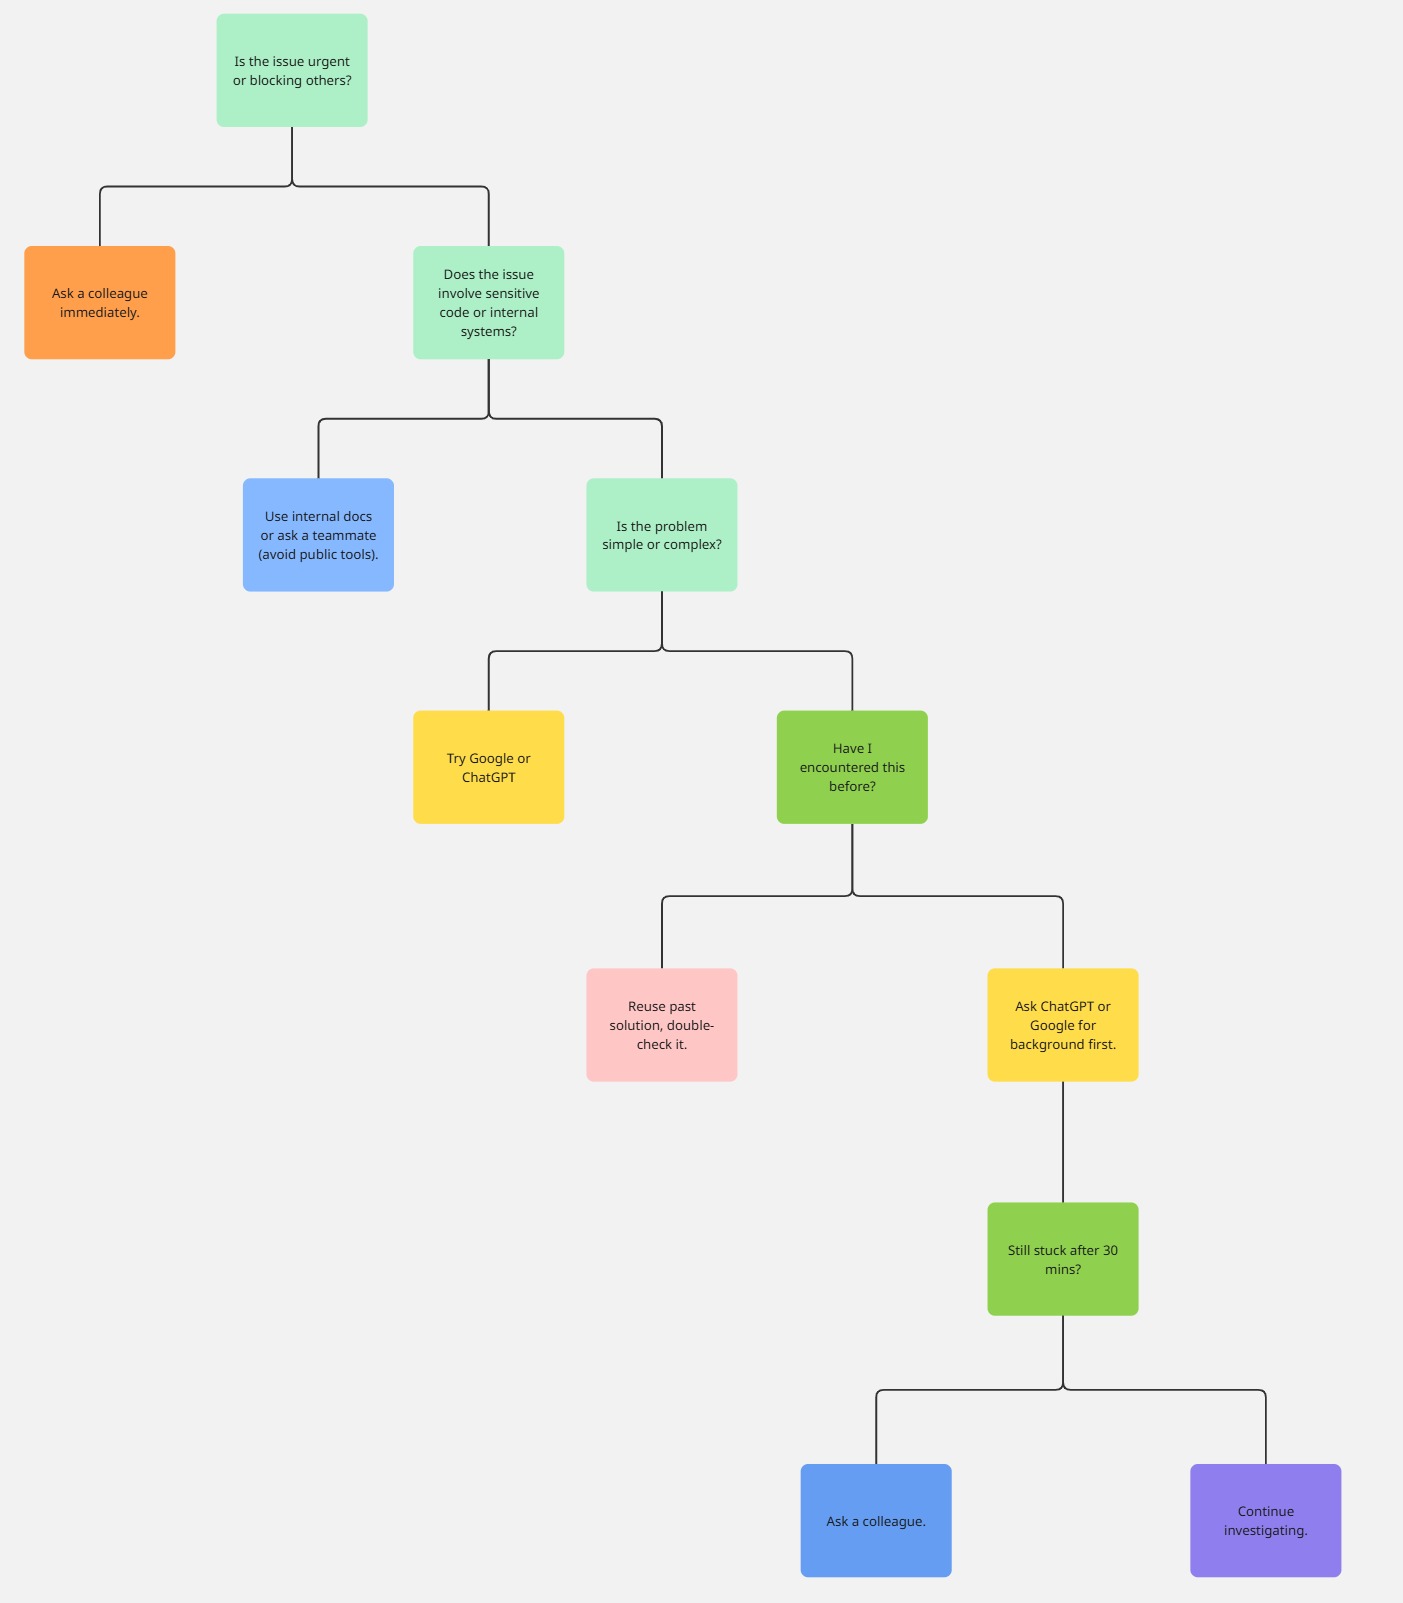 Is the issue urgent
or blocking others?
Ask a colleague
immediately.
Does the issue
involve sensitive
code or internal
systems?
Use internal docs
or ask a teammate
(avoid public tools).
Is the problem
simple or complex?
Try Google or
ChatGPT
Have I
encountered this
before?
Reuse past
solution, double-
check it.
Ask ChatGPT or
Google for
background first.
Still stuck after 30
mins?
Ask a colleague.
Continue
investigating.